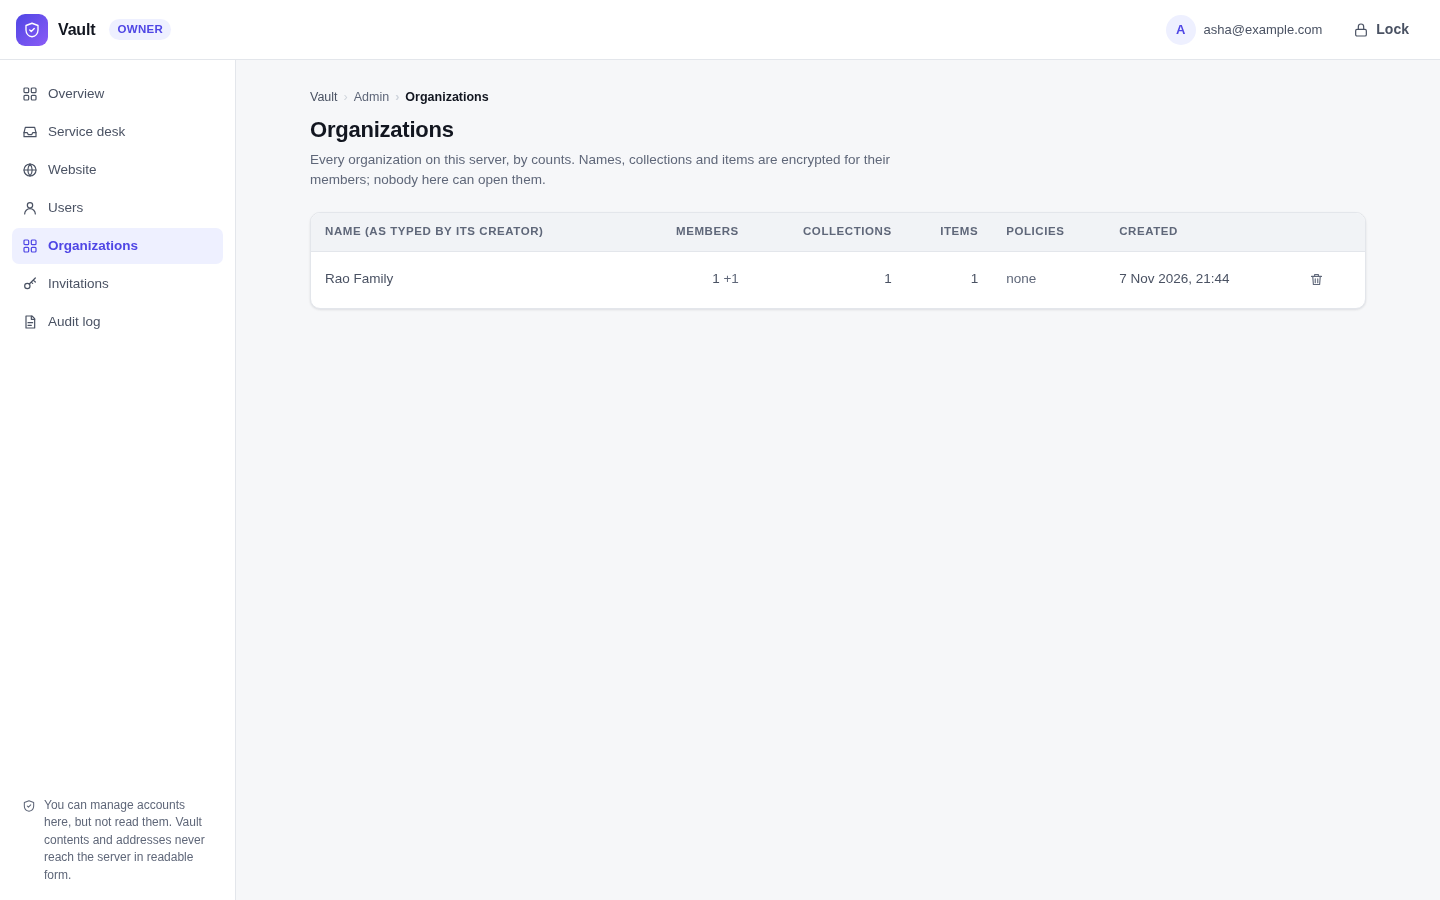 Vault OWNER
A asha@example.com Lock
Overview
Service desk
Website
Users
Organizations
Invitations
Audit log
You can manage accounts
here, but not read them. Vault
contents and addresses never
reach the server in readable
form.
Vault › Admin › Organizations
Organizations
Every organization on this server, by counts. Names, collections and items are encrypted for their
members; nobody here can open them.
NAME (AS TYPED BY ITS CREATOR) MEMBERS COLLECTIONS ITEMS POLICIES CREATED
Rao Family 1 +1 1 1 none 7 Nov 2026, 21:44